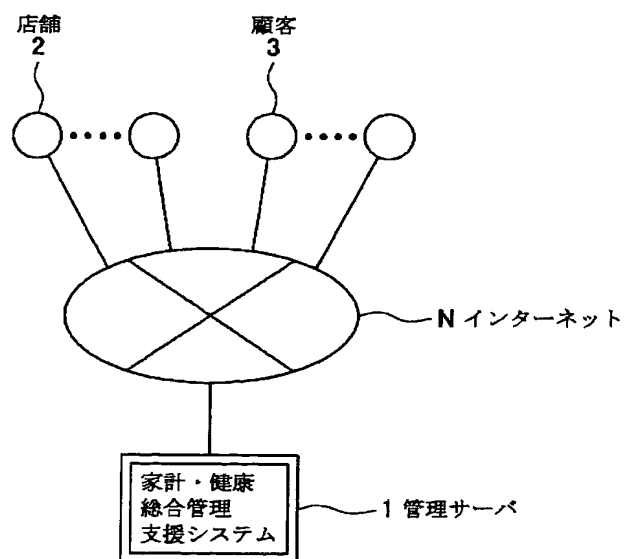 店舗
2
顧客
3
N インターネット
家計・健康
総合管理
支援システム
1 管理サーバ